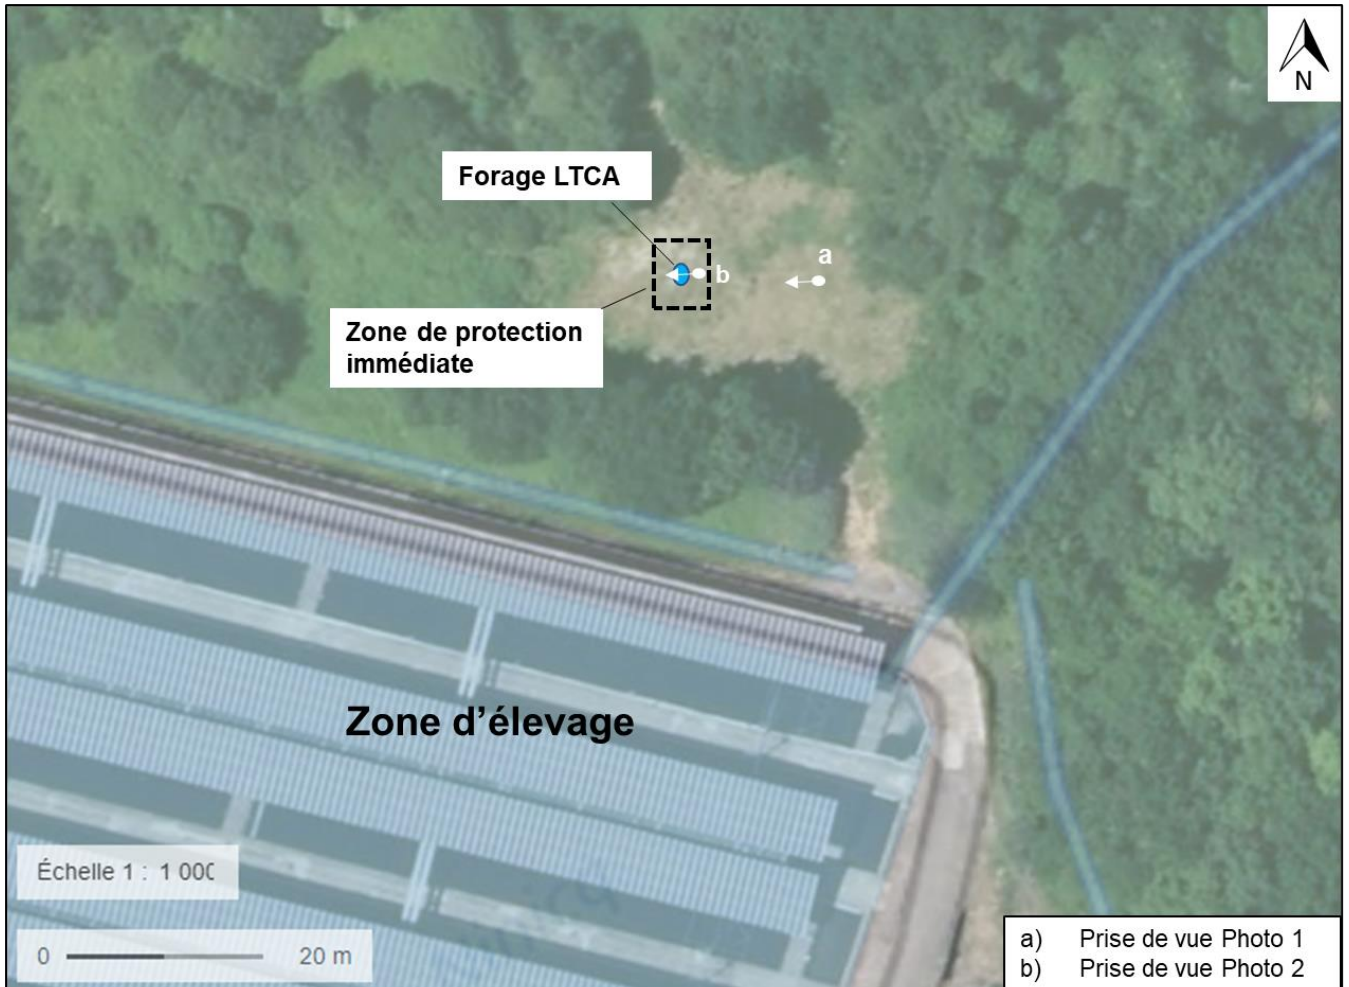 N
Forage LTCA
a
b
Zone de protection
immédiate
Zone d’élevage
Échelle 1 : 1 000
0 20 m
a) Prise de vue Photo 1
b) Prise de vue Photo 2